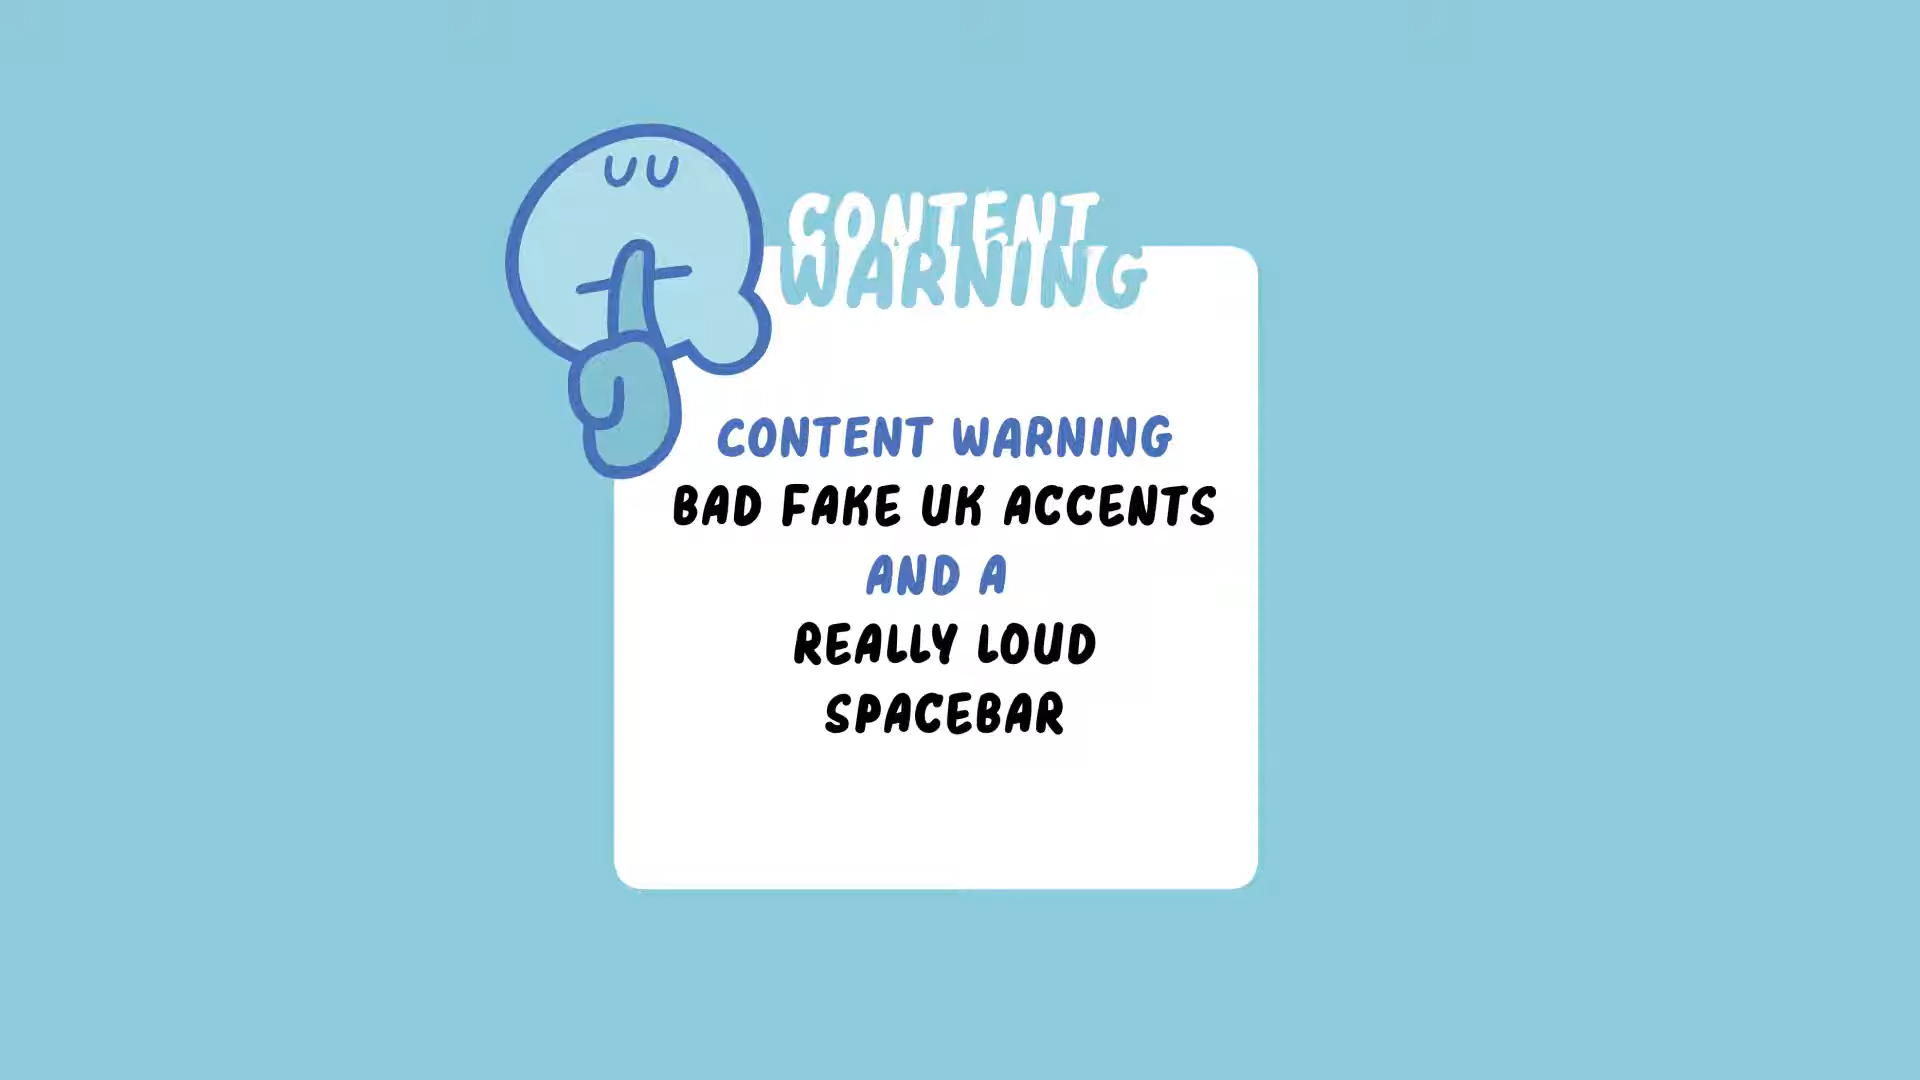 CONTENT
WARNING
CONTENT WARNING
BAD FAKE UK ACCENTS
AND A
REALLY LOUD
SPACEBAR